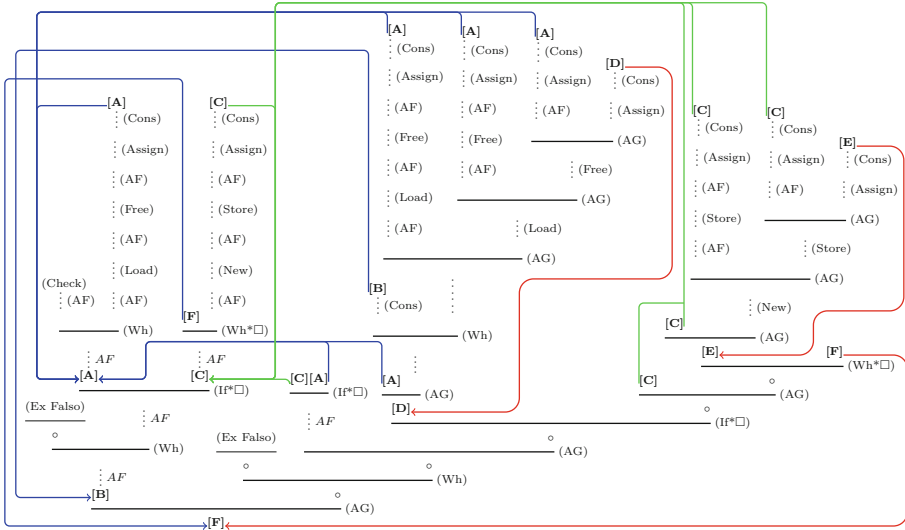 [A] [A] [A]
(Cons) (Cons) (Cons)
[D]
(Assign) (Assign) (Assign) (Cons)
[A] [C] [C] [C]
(AF) (AF) (AF) (Assign)
(Cons) (Cons) (Cons) (Cons)
(Free) (Free) (AG) [E]
(Assign) (Assign) (Assign) (Assign) (Cons)
(AF) (AF) (Free)
(AF) (AF) (AF) (AF) (Assign)
(Load) (AG)
(Free) (Store) (Store) (AG)
(AF) (Load)
(AF) (AF) (AF) (Store)
(AG)
(Load) (New) (AG)
(Check) [B]
(AF) (AF) (AF) (Cons) (New)
[F] [C]
(Wh) (Wh*□) (Wh) (AG)
AF AF [E] [F]
(Wh*□)
[A] [C] [C][A] [A] [C]
(If*□) (If*□) (AG) (AG)
(Ex Falso) AF AF [D]
(If*□)
(Ex Falso)
(Wh) (AG)
AF (Wh)
[B]
(AG)
[F]